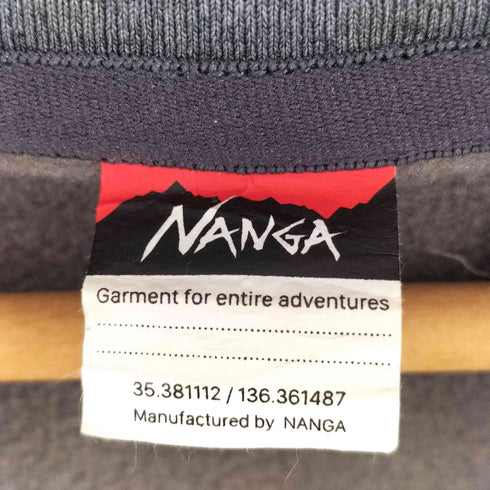 NANGA
Garment for entire adventures
35.381112 / 136.361487
Manufactured by NANGA